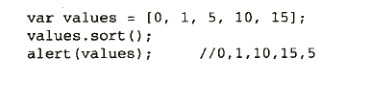 var values = [0, 1, 5, 10, 15];
values.sort();
alert(values);    //0,1,10,15,5